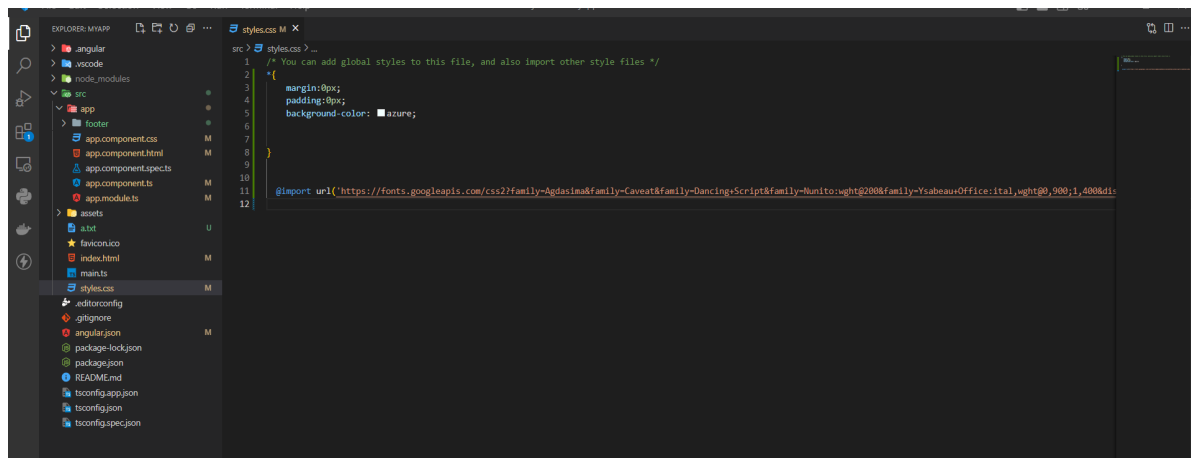 EXPLORER: MYAPP
styles.css M
.angular
.vscode
node_modules
src
app
footer
app.component.css M
app.component.html M
app.component.spec.ts
app.component.ts M
app.module.ts M
assets
a.txt U
favicon.ico
index.html M
main.ts
styles.css M
.editorconfig
.gitignore
angular.json M
package-lock.json
package.json
README.md
tsconfig.app.json
tsconfig.json
tsconfig.spec.json
src > styles.css > ...
1 /* You can add global styles to this file, and also import other style files */
2 *{
3 margin:0px;
4 padding:0px;
5 background-color: azure;
6
7
8 }
9
10
11 @import url('https://fonts.googleapis.com/css2?family=Agdasima&family=Caveat&family=Dancing+Script&family=Nunito:wght@200&family=Ysabeau+Office:ital,wght@0,900;1,400&dis
12
1